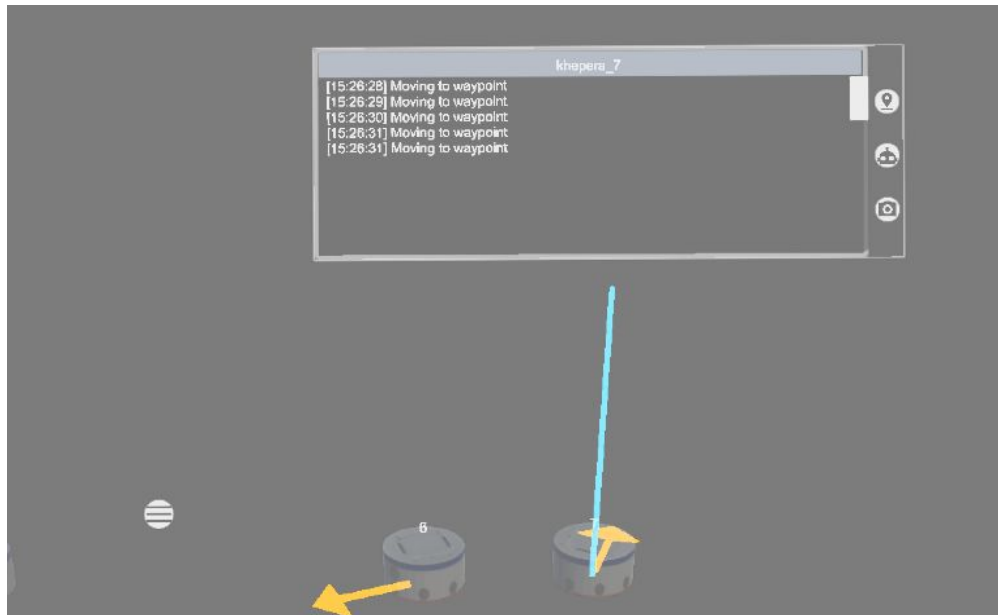 khepera_7
[15:26:28] Moving to waypoint
[15:26:29] Moving to waypoint
[15:26:30] Moving to waypoint
[15:26:31] Moving to waypoint
[15:26:31] Moving to waypoint
6
7